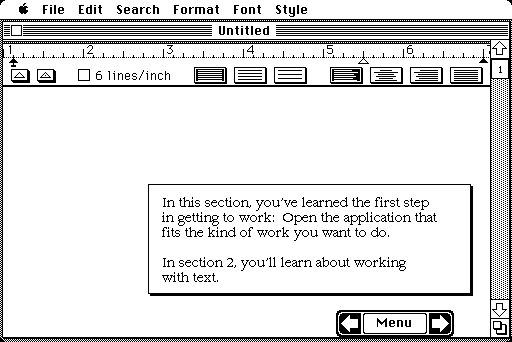 File Edit Search Format Font Style
Untitled
1 2 3 4 5 6 7
6 lines/inch
1
In this section, you've learned the first step
in getting to work: Open the application that
fits the kind of work you want to do.
In section 2, you'll learn about working
with text.
Menu